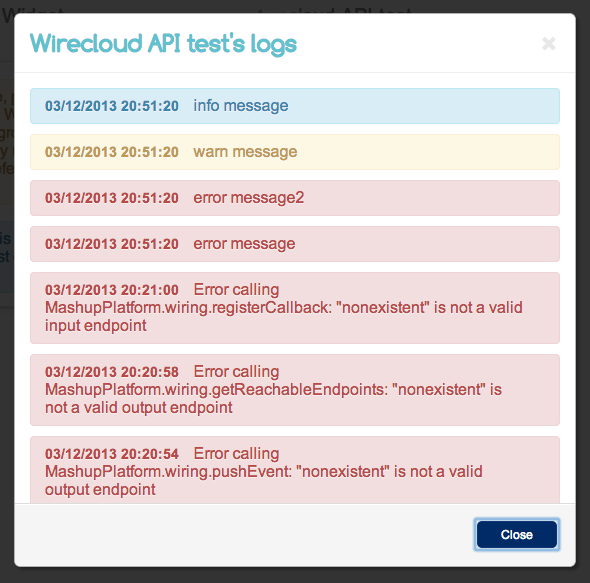 Wirecloud API test's logs
03/12/2013 20:51:20 info message
03/12/2013 20:51:20 warn message
03/12/2013 20:51:20 error message2
03/12/2013 20:51:20 error message
03/12/2013 20:21:00 Error calling
MashupPlatform.wiring.registerCallback: "nonexistent" is not a valid
input endpoint
03/12/2013 20:20:58 Error calling
MashupPlatform.wiring.getReachableEndpoints: "nonexistent" is
not a valid output endpoint
03/12/2013 20:20:54 Error calling
MashupPlatform.wiring.pushEvent: "nonexistent" is not a valid
output endpoint
Close